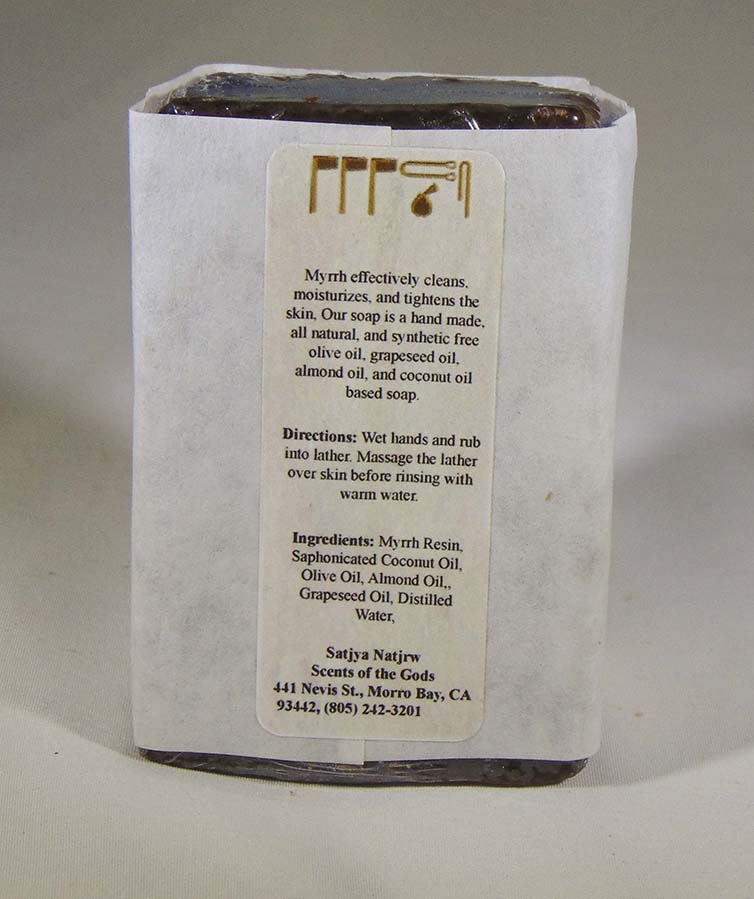 Myrrh effectively cleans,
moisturizes, and tightens the
skin, Our soap is a hand made,
all natural, and synthetic free
olive oil, grapeseed oil,
almond oil, and coconut oil
based soap.
Directions: Wet hands and rub
into lather. Massage the lather
over skin before rinsing with
warm water.
Ingredients: Myrrh Resin,
Saphonicated Coconut Oil,
Olive Oil, Almond Oil,,
Grapeseed Oil, Distilled
Water,
Satjya Natjrw
Scents of the Gods
441 Nevis St., Morro Bay, CA
93442, (805) 242-3201